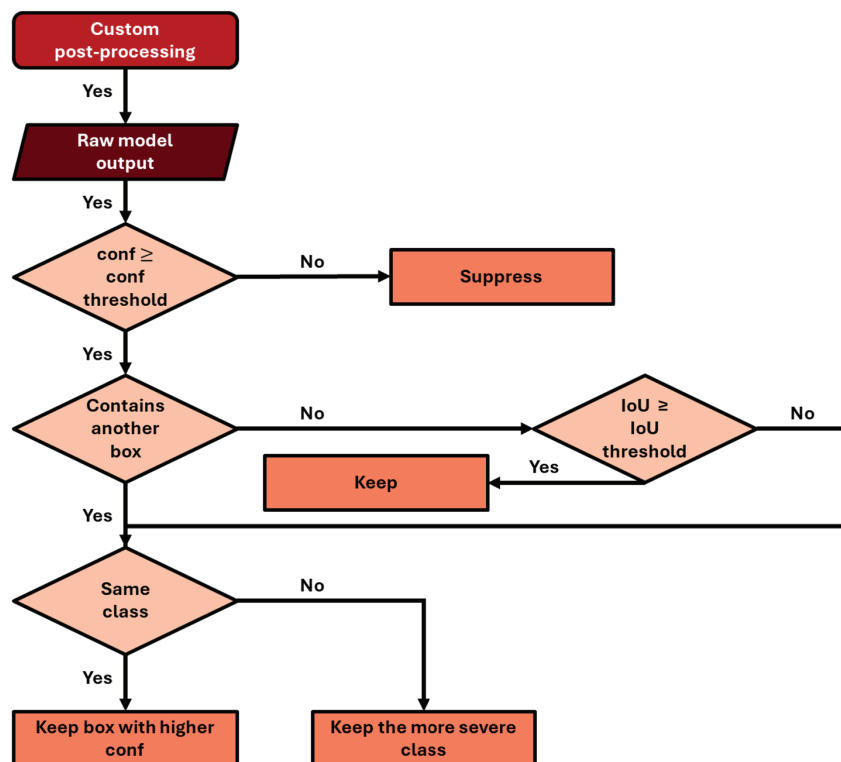 Custom
post-processing
Yes
Raw model
output
Yes
conf ≥
conf
threshold
No
Suppress
Yes
Contains
another
box
No
IoU ≥
IoU
threshold
No
Yes
Keep
Yes
Same
class
No
Yes
Keep box with higher
conf
Keep the more severe
class